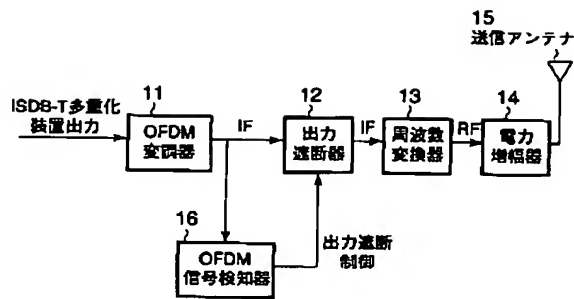 15
送信アンテナ
ISDB-T多重化
装置出力
11
OFDM
変調器
IF
12
出力
遮断器
IF
13
周波数
変換器
RF
14
電力
増幅器
16
OFDM
信号検知器
出力遮断
制御